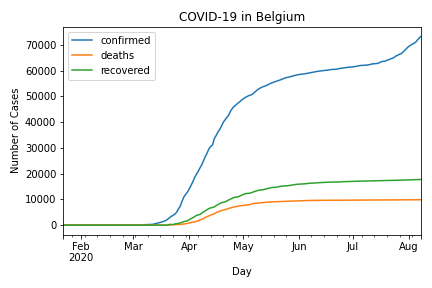 COVID-19 in Belgium
confirmed
deaths
recovered
Number of Cases
70000
60000
50000
40000
30000
20000
10000
0
Feb
2020
Mar
Apr
May
Jun
Jul
Aug
Day